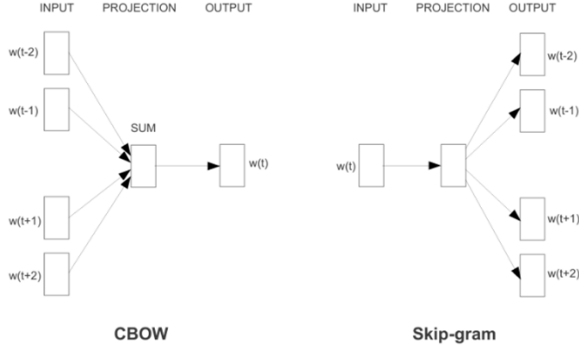 INPUT PROJECTION OUTPUT
w(t-2)
w(t-1)
SUM
w(t)
w(t+1)
w(t+2)
CBOW
INPUT PROJECTION OUTPUT
w(t-2)
w(t-1)
w(t)
w(t+1)
w(t+2)
Skip-gram